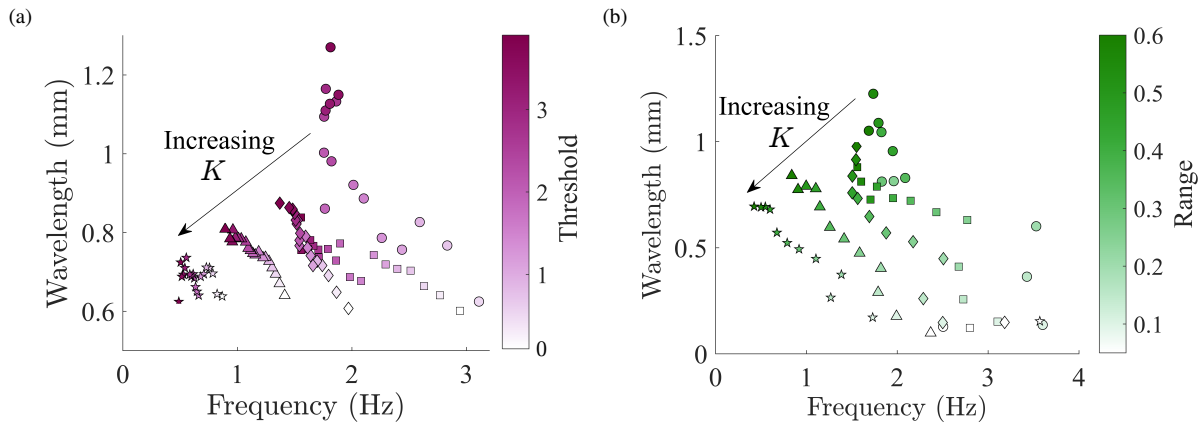 (a)
Wavelength (mm)
1.2
1
0.8
0.6
0
1
2
3
Frequency (Hz)
Increasing
K
3
2
1
0
Threshold
(b)
Wavelength (mm)
1.5
1
0.5
0
0
1
2
3
4
Frequency (Hz)
Increasing
K
0.6
0.5
0.4
0.3
0.2
0.1
Range